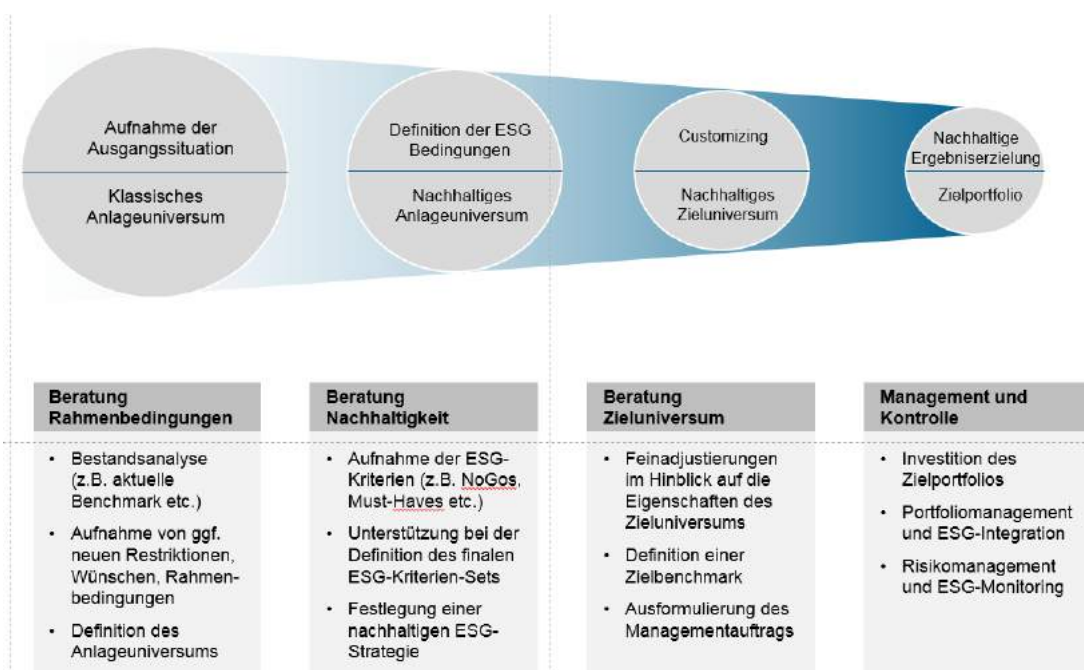 Aufnahme der
Ausgangssituation
Klassisches
Anlageuniversum
Definition der ESG
Bedingungen
Nachhaltiges
Anlageuniversum
Customizing
Nachhaltiges
Zieluniversum
Nachhaltige
Ergebniserzielung
Zielportfolio
Beratung
Rahmenbedingungen
• Bestandsanalyse
(z.B. aktuelle
Benchmark etc.)
• Aufnahme von ggf.
neuen Restriktionen,
Wünschen, Rahmen-
bedingungen
• Definition des
Anlageuniversums
Beratung
Nachhaltigkeit
• Aufnahme der ESG-
Kriterien (z.B. NoGos,
Must-Haves etc.)
• Unterstützung bei der
Definition des finalen
ESG-Kriterien-Sets
• Festlegung einer
nachhaltigen ESG-
Strategie
Beratung
Zieluniversum
• Feinadjustierungen
im Hinblick auf die
Eigenschaften des
Zieluniversums
• Definition einer
Zielbenchmark
• Ausformulierung des
Managementauftrags
Management und
Kontrolle
• Investition des
Zielportfolios
• Portfoliomanagement
und ESG-Integration
• Risikomanagement
und ESG-Monitoring